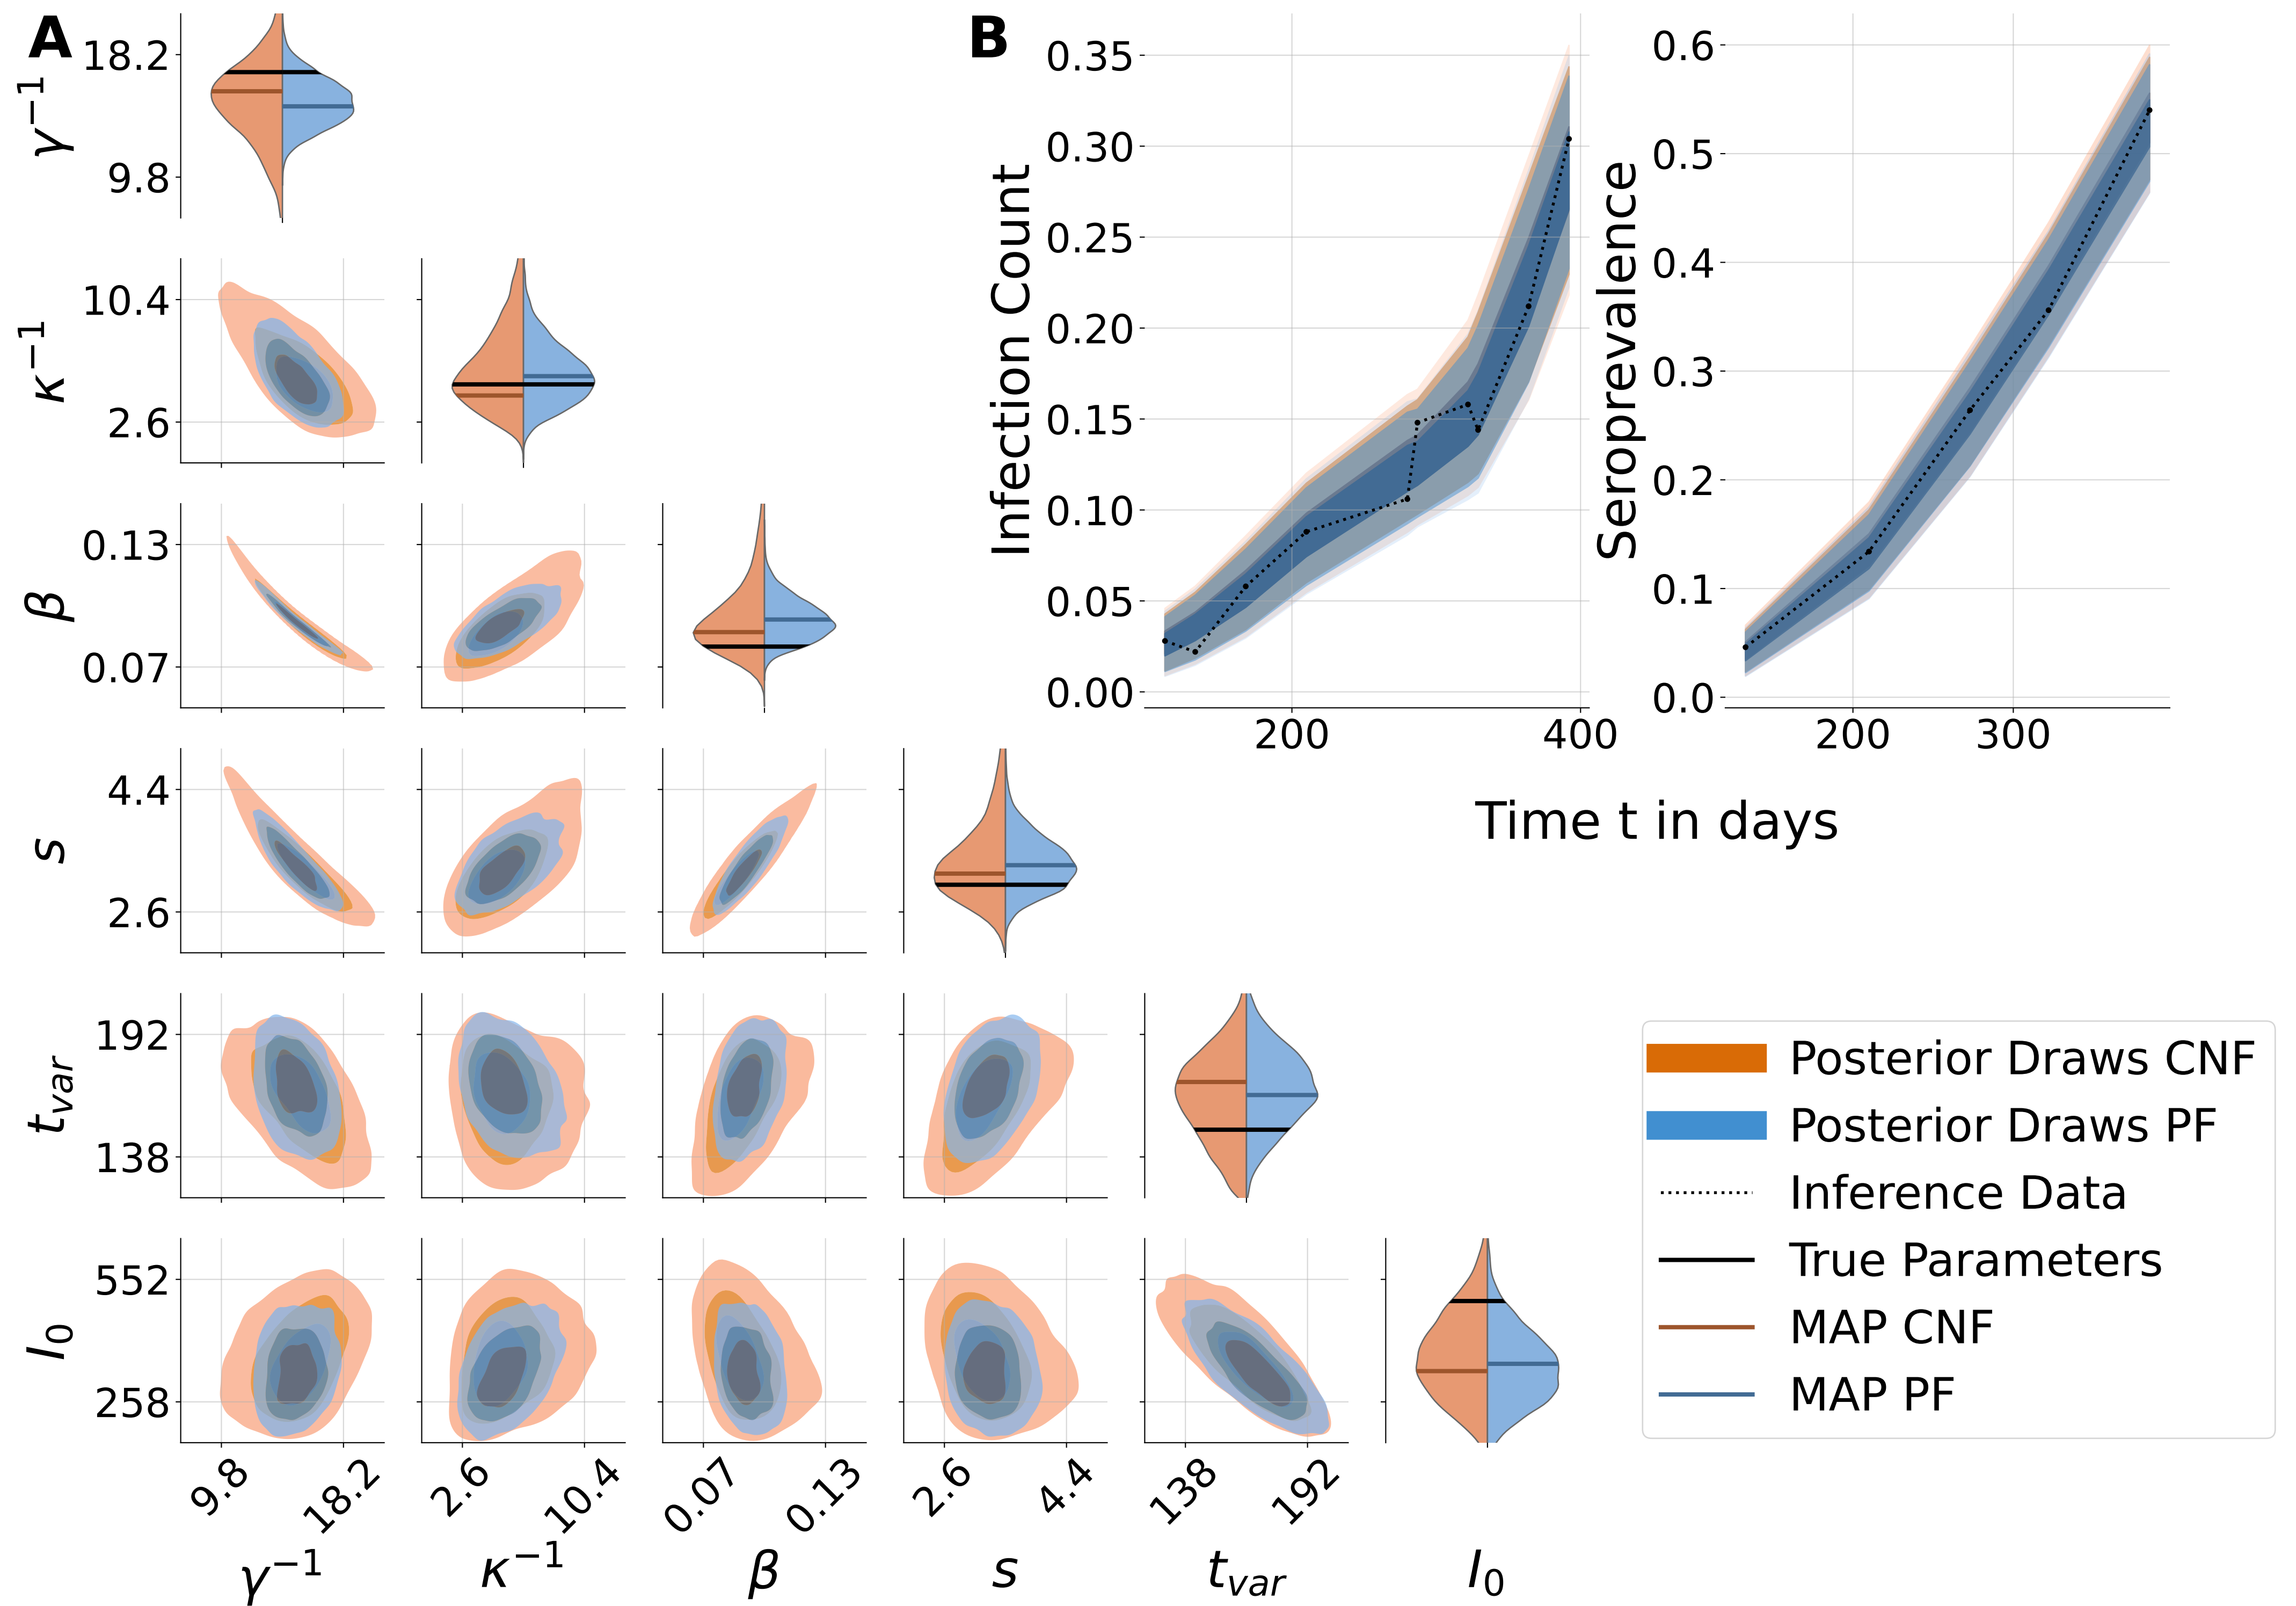 A
B
γ⁻¹
18.2
9.8
κ⁻¹
10.4
2.6
β
0.13
0.07
s
4.4
2.6
t_var
192
138
I₀
552
258
9.8 18.2 2.6 10.4 0.07 0.13 2.6 4.4 138 192
γ⁻¹ κ⁻¹ β s t_var I₀
Infection Count
0.35
0.30
0.25
0.20
0.15
0.10
0.05
0.00
200 400
Seroprevalence
0.6
0.5
0.4
0.3
0.2
0.1
0.0
200 300
Time t in days
Posterior Draws CNF
Posterior Draws PF
Inference Data
True Parameters
MAP CNF
MAP PF